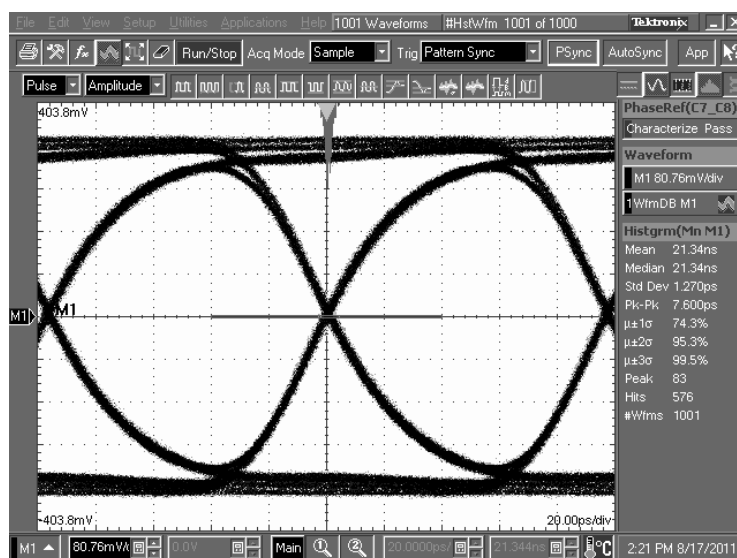 File Edit View Setup Utilities Applications Help 1001 Waveforms #HstWfm 1001 of 1000 Tektronix
Run/Stop Acq Mode Sample Trig Pattern Sync PSync AutoSync App
Pulse Amplitude
403.8mV
PhaseRef(C7_C8)
Characterize Pass
Waveform
M1 80.76mV/div
1WfmDB M1
Histgrm(Mn M1)
Mean 21.34ns
Median 21.34ns
Std Dev 1.270ps
Pk-Pk 7.600ps
µ±1σ 74.3%
µ±2σ 95.3%
µ±3σ 99.5%
Peak 83
Hits 576
#Wfms 1001
M1 M1
-403.8mV 20.00ps/div
M1 80.76mV/ 0.0V Main 1 2 20.0000ps/ 21.344ns °C 2:21 PM 8/17/2011